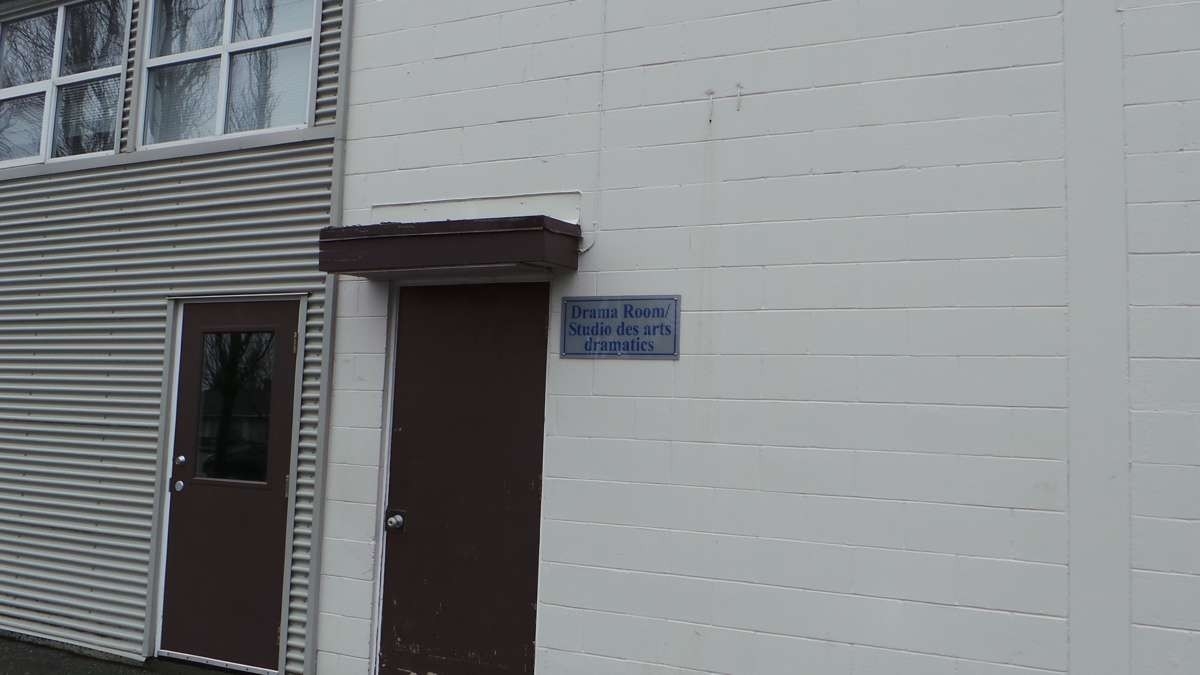 Drama Room/
Studio des arts
dramatics